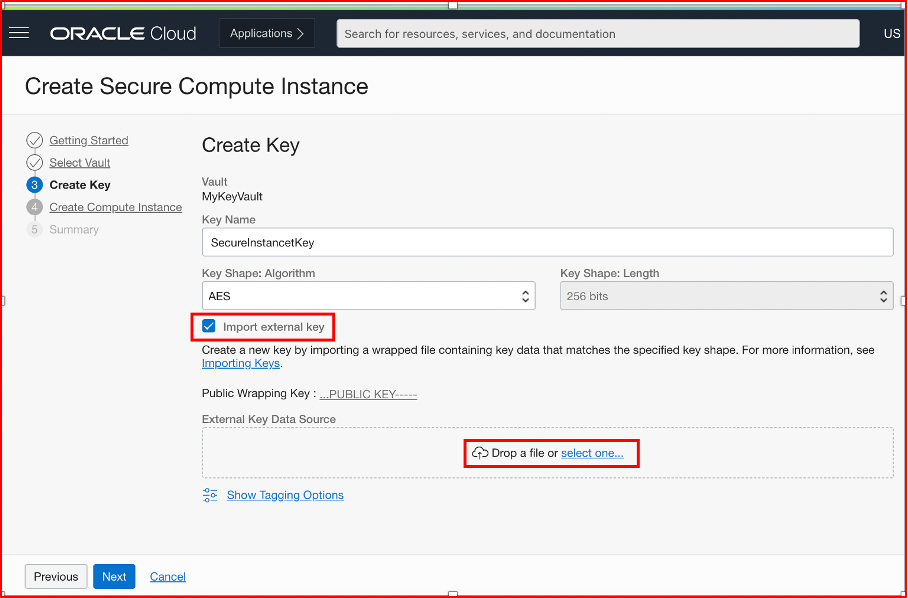 ORACLE Cloud
Applications
Search for resources, services, and documentation
US
Create Secure Compute Instance
Getting Started
Select Vault
3 Create Key
4 Create Compute Instance
5 Summary
Create Key
Vault
MyKeyVault
Key Name
SecureInstancetKey
Key Shape: Algorithm
Key Shape: Length
AES
256 bits
Import external key
Create a new key by importing a wrapped file containing key data that matches the specified key shape. For more information, see
Importing Keys.
Public Wrapping Key : ...PUBLIC KEY-----
External Key Data Source
Drop a file or select one...
Show Tagging Options
Previous
Next
Cancel